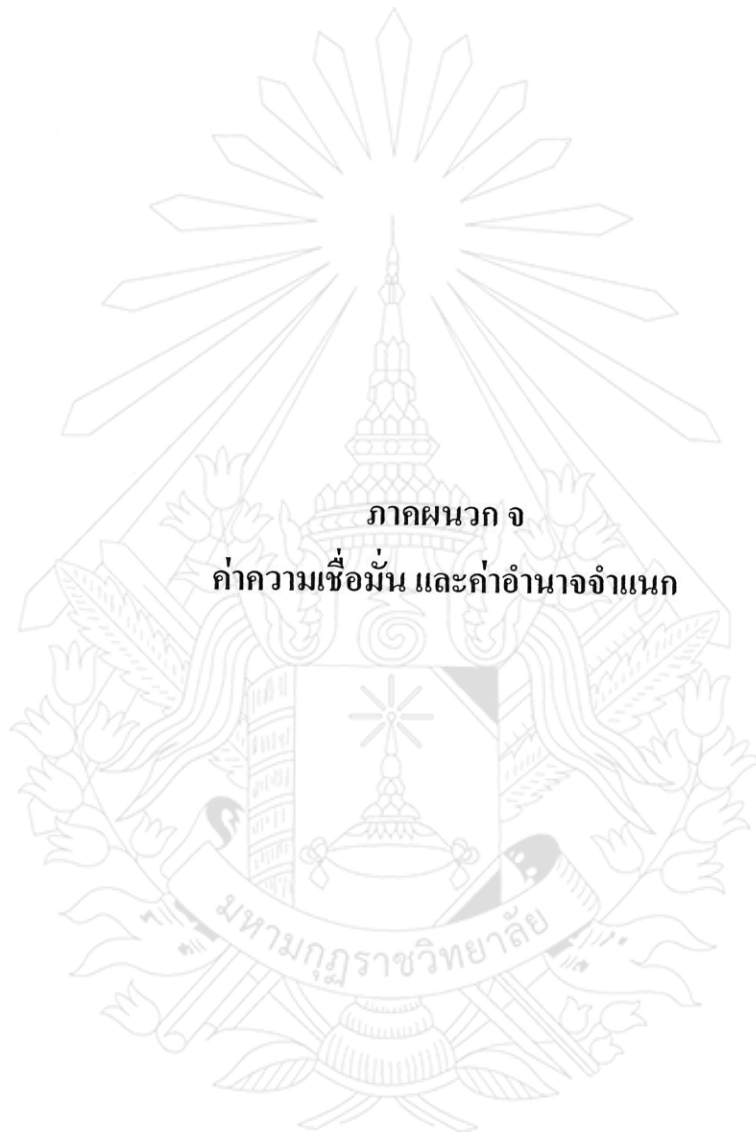 ภาคผนวก จ
ค่าความเชื่อมั่น และค่าอำนาจจำแนก
มหามกุฏราชวิทยาลัย